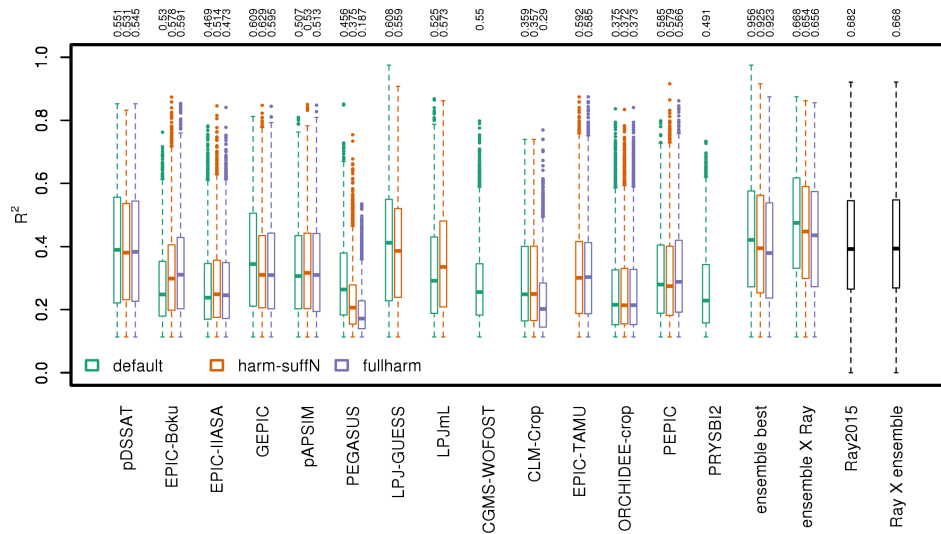 0.551
0.531
0.545
0.53
0.578
0.591
0.469
0.514
0.473
0.609
0.629
0.595
0.507
0.53
0.513
0.456
0.375
0.187
0.608
0.559
0.525
0.573
0.55
0.359
0.357
0.29
0.592
0.585
0.375
0.372
0.373
0.585
0.579
0.566
0.491
0.956
0.925
0.923
0.668
0.654
0.656
0.682
0.668
1.0
0.8
0.6
0.4
0.2
0.0
R²
default
harm-suffN
fullharm
pDSSAT
EPIC-Boku
EPIC-IIASA
GEPIC
pAPSIM
PEGASUS
LPJ-GUESS
LPJmL
CGMS-WOFOST
CLM-Crop
EPIC-TAMU
ORCHIDEE-crop
PEPIC
PRYSBI2
ensemble best
ensemble X Ray
Ray2015
Ray X ensemble